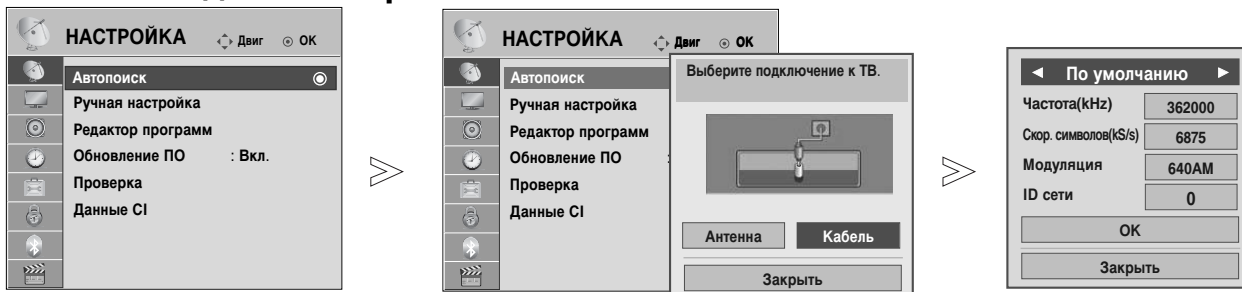 НАСТРОЙКА Двиг OK
Автопоиск
Ручная настройка
Редактор программ
Обновление ПО : Вкл.
Проверка
Данные CI
НАСТРОЙКА Двиг OK
Автопоиск
Ручная настройка
Редактор программ
Обновление ПО :
Проверка
Данные CI
Выберите подключение к ТВ.
Антенна Кабель
Закрыть
По умолчанию
Частота(kHz) 362000
Скор. символов(kS/s) 6875
Модуляция 640AM
ID сети 0
OK
Закрыть